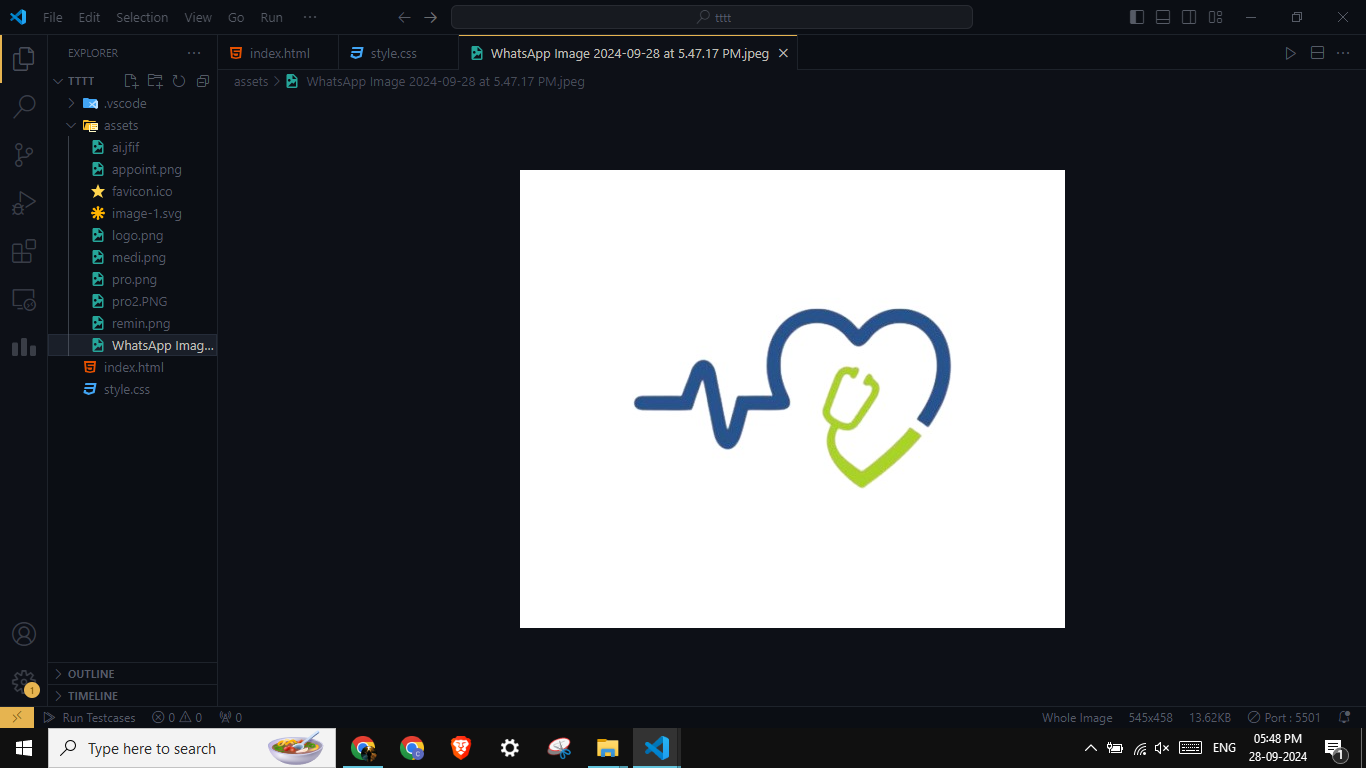 File Edit Selection View Go Run ··· tttt
EXPLORER ···
index.html
style.css
WhatsApp Image 2024-09-28 at 5.47.17 PM.jpeg
TTTT
assets > WhatsApp Image 2024-09-28 at 5.47.17 PM.jpeg
.vscode
assets
ai.jfif
appoint.png
favicon.ico
image-1.svg
logo.png
medi.png
pro.png
pro2.PNG
remin.png
WhatsApp Imag...
index.html
style.css
OUTLINE
TIMELINE
1
Run Testcases 0 0 0 Whole Image 545x458 13.62KB Port : 5501
Type here to search
ENG
05:48 PM
28-09-2024
1